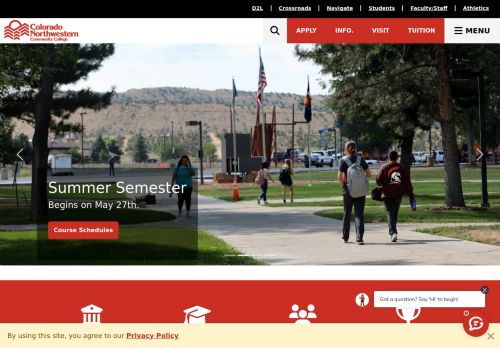 D2L | Crossroads | Navigate | Students | Faculty/Staff | Athletics
Colorado
Northwestern
Community College
APPLY INFO. VISIT TUITION MENU
Summer Semester
Begins on May 27th.
Course Schedules
Got a question? Say 'Hi' to begin!
By using this site, you agree to our Privacy Policy